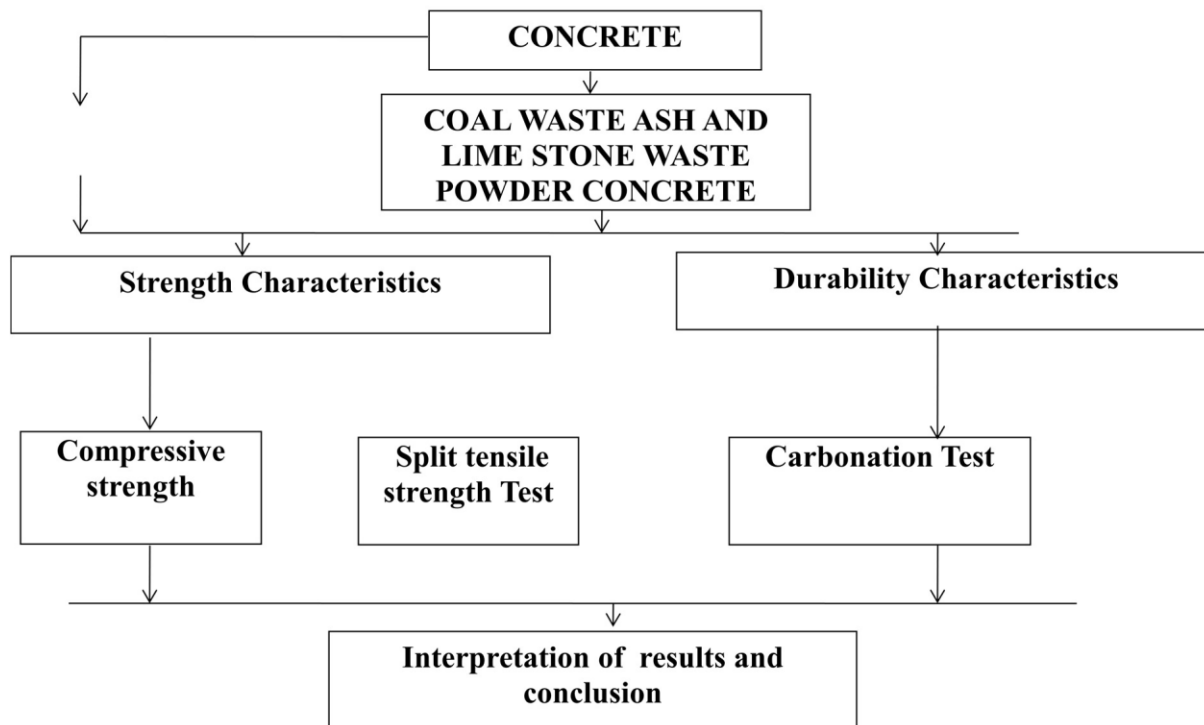 CONCRETE
COAL WASTE ASH AND
LIME STONE WASTE
POWDER CONCRETE
Strength Characteristics
Durability Characteristics
Compressive
strength
Split tensile
strength Test
Carbonation Test
Interpretation of results and
conclusion